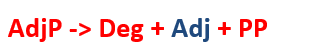 AdjP -> Deg + Adj + PP